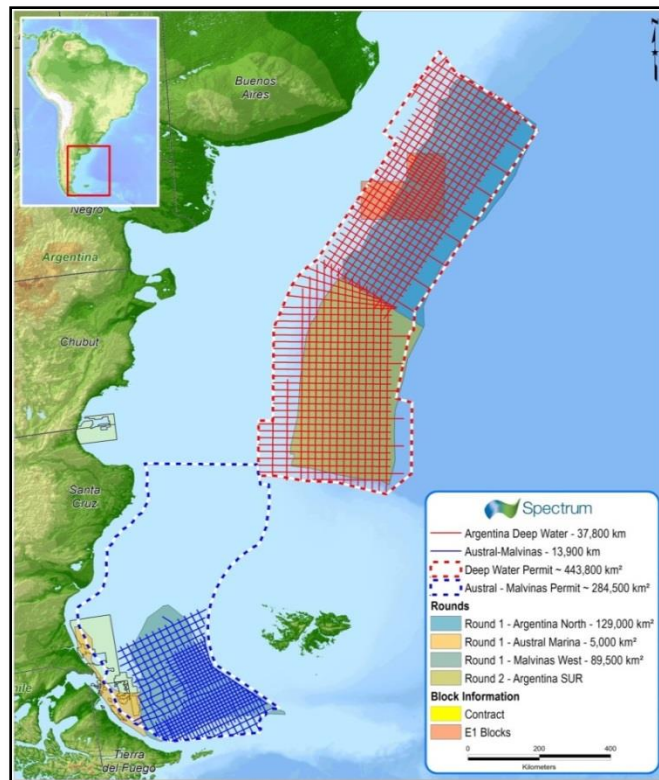 Buenos
Aires
Negro
Argentina
Chubut
Santa
Cruz
Tierra
del Fuego
Spectrum
Argentina Deep Water - 37,800 km
Austral-Malvinas - 13,900 km
Deep Water Permit ~ 443,800 km²
Austral - Malvinas Permit ~ 284,500 km²
Rounds
Round 1 - Argentina North - 129,000 km²
Round 1 - Austral Marina - 5,000 km²
Round 1 - Malvinas West - 89,500 km²
Round 2 - Argentina SUR
Block Information
Contract
E1 Blocks
0 200 400
Kilometers